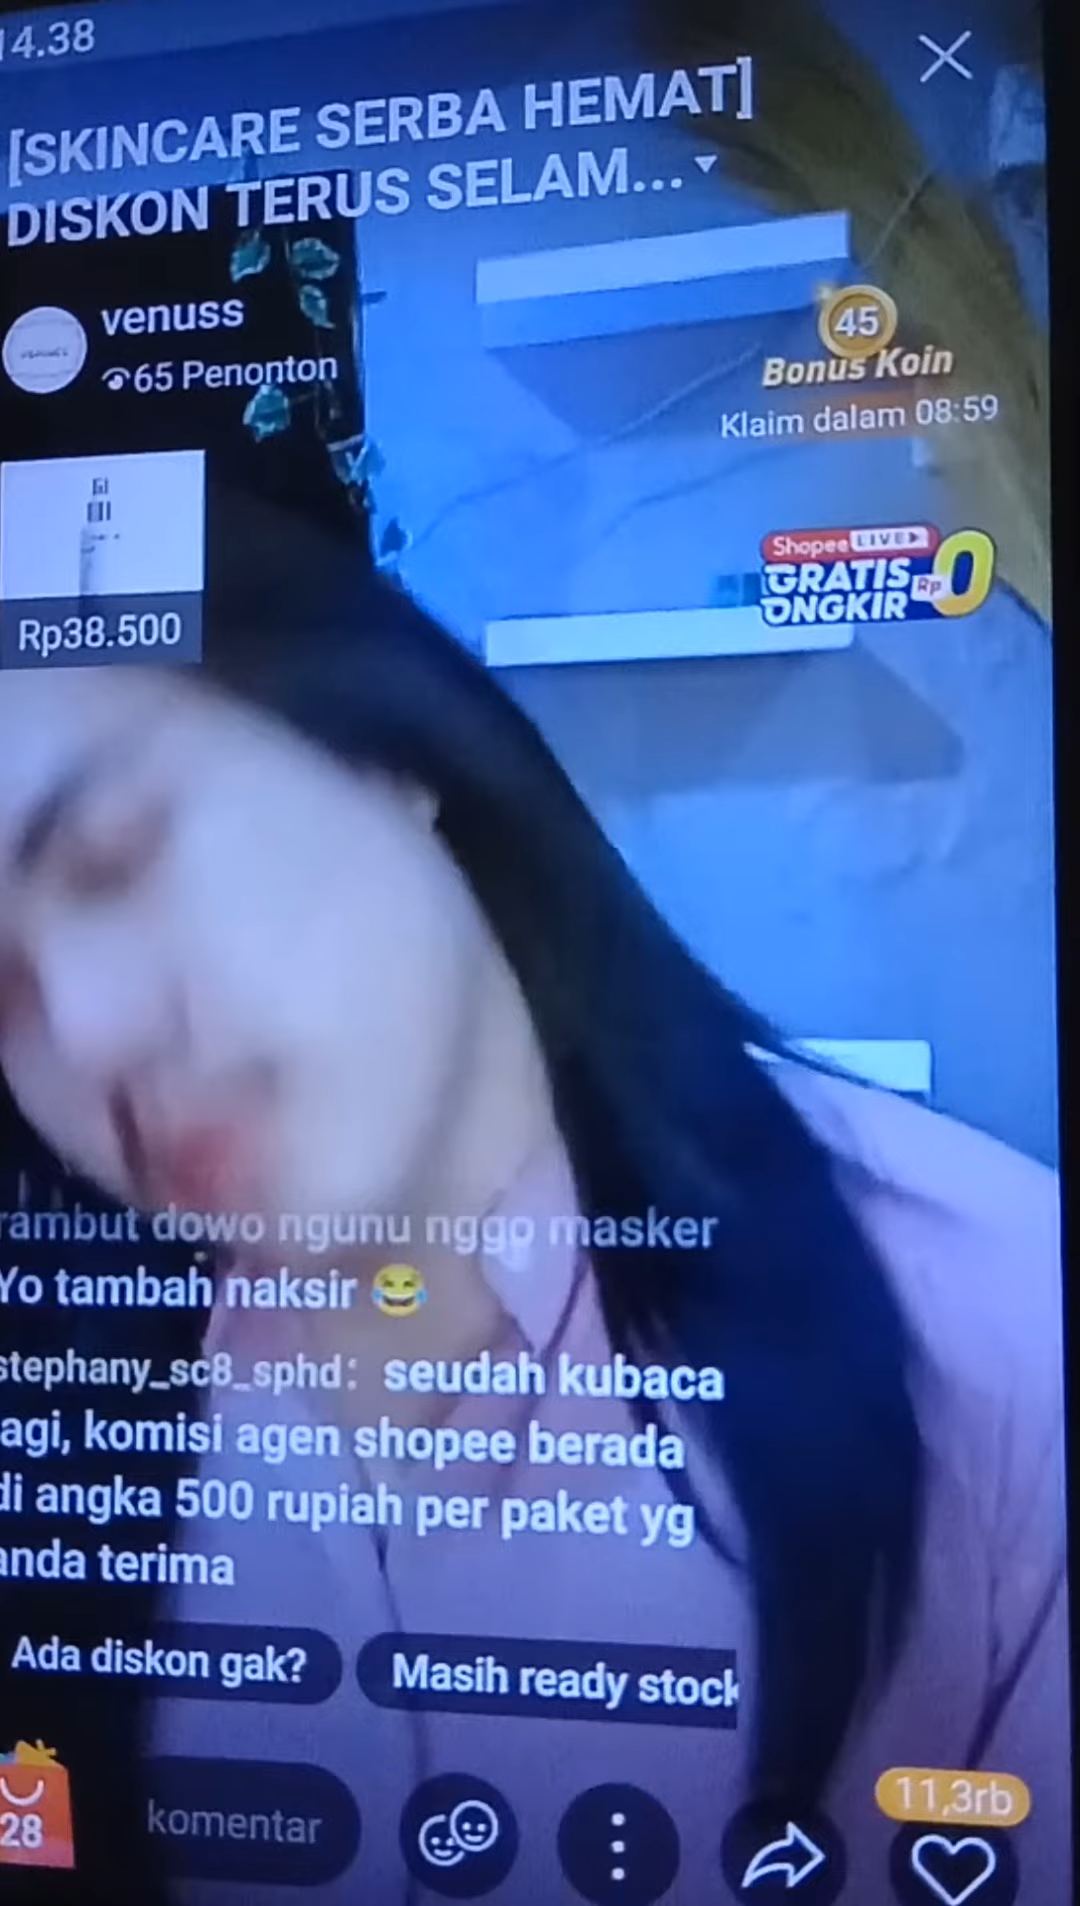 14.38
[SKINCARE SERBA HEMAT]
DISKON TERUS SELAM...
venuss
65 Penonton
45
Bonus Koin
Klaim dalam 08:59
Shopee LIVE
GRATIS
ONGKIR Rp0
Rp38.500
rambut dowo ngunu nggo masker
Yo tambah naksir 😂
stephany_sc8_sphd: seudah kubaca
agi, komisi agen shopee berada
di angka 500 rupiah per paket yg
anda terima
Ada diskon gak?
Masih ready stock
28
komentar
11,3rb